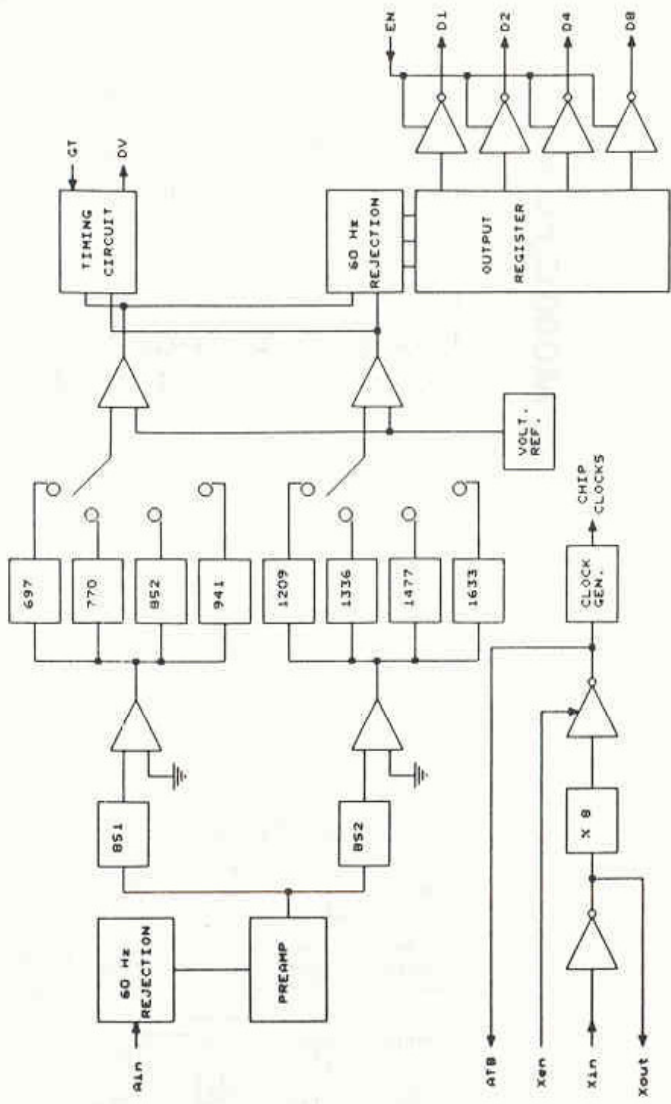 Ain
60 Hz
REJECTION
PREAMP
BS1
BS2
697
770
852
941
1209
1336
1477
1633
VOLT.
REF.
TIMING
CIRCUIT
GT
DV
60 Hz
REJECTION
OUTPUT
REGISTER
EN
D1
D2
D4
D8
ATB
Xen
Xin
Xout
% 8
CLOCK
GEN.
CHIP
CLOCKS